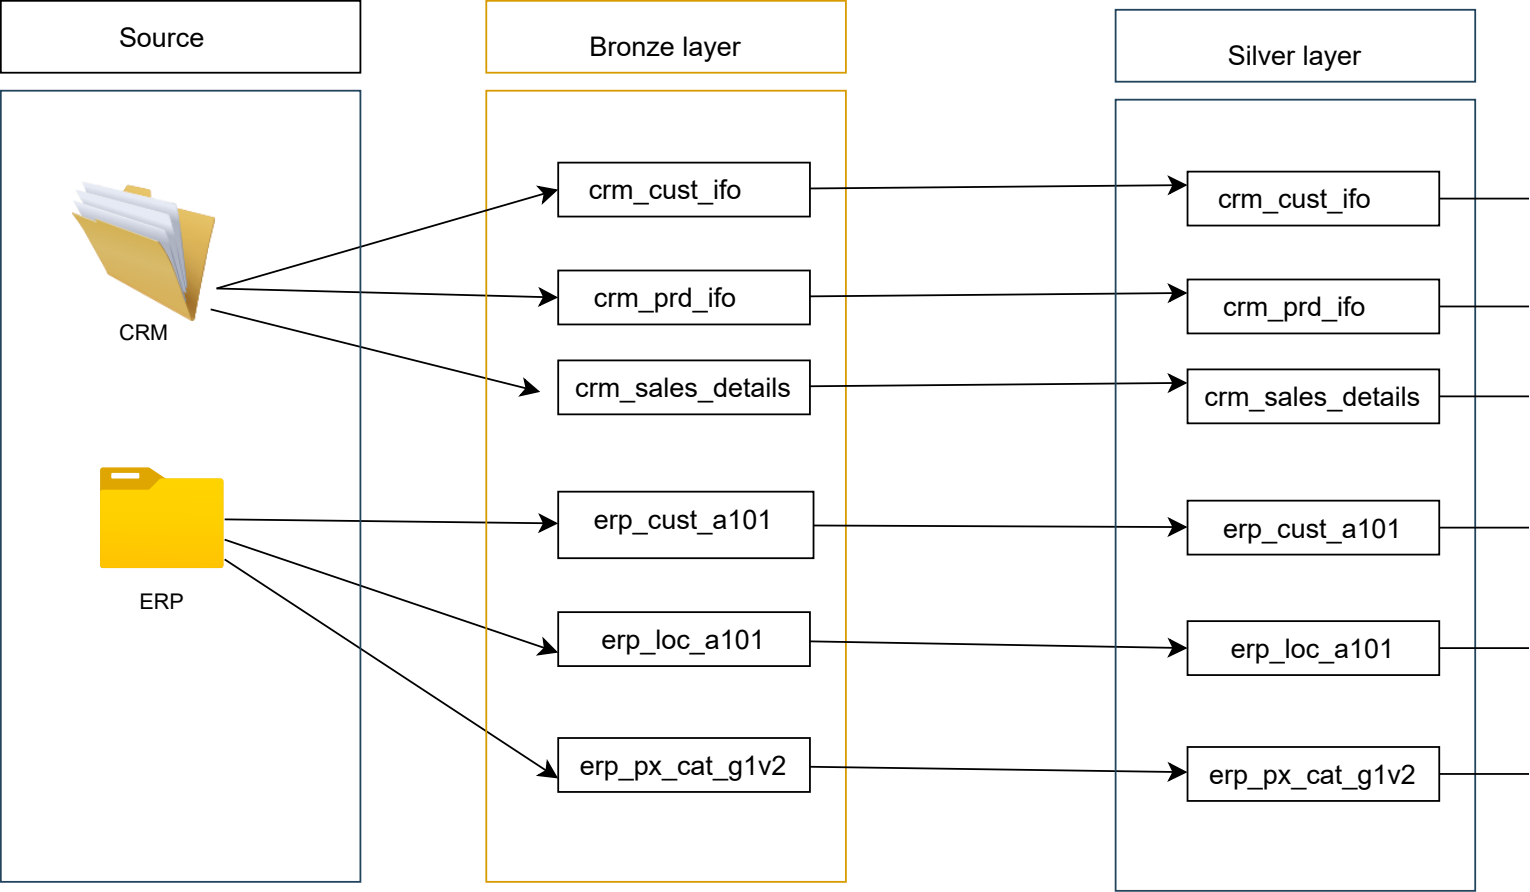 Source
Bronze layer
Silver layer
CRM
ERP
crm_cust_ifo
crm_prd_ifo
crm_sales_details
erp_cust_a101
erp_loc_a101
erp_px_cat_g1v2
crm_cust_ifo
crm_prd_ifo
crm_sales_details
erp_cust_a101
erp_loc_a101
erp_px_cat_g1v2